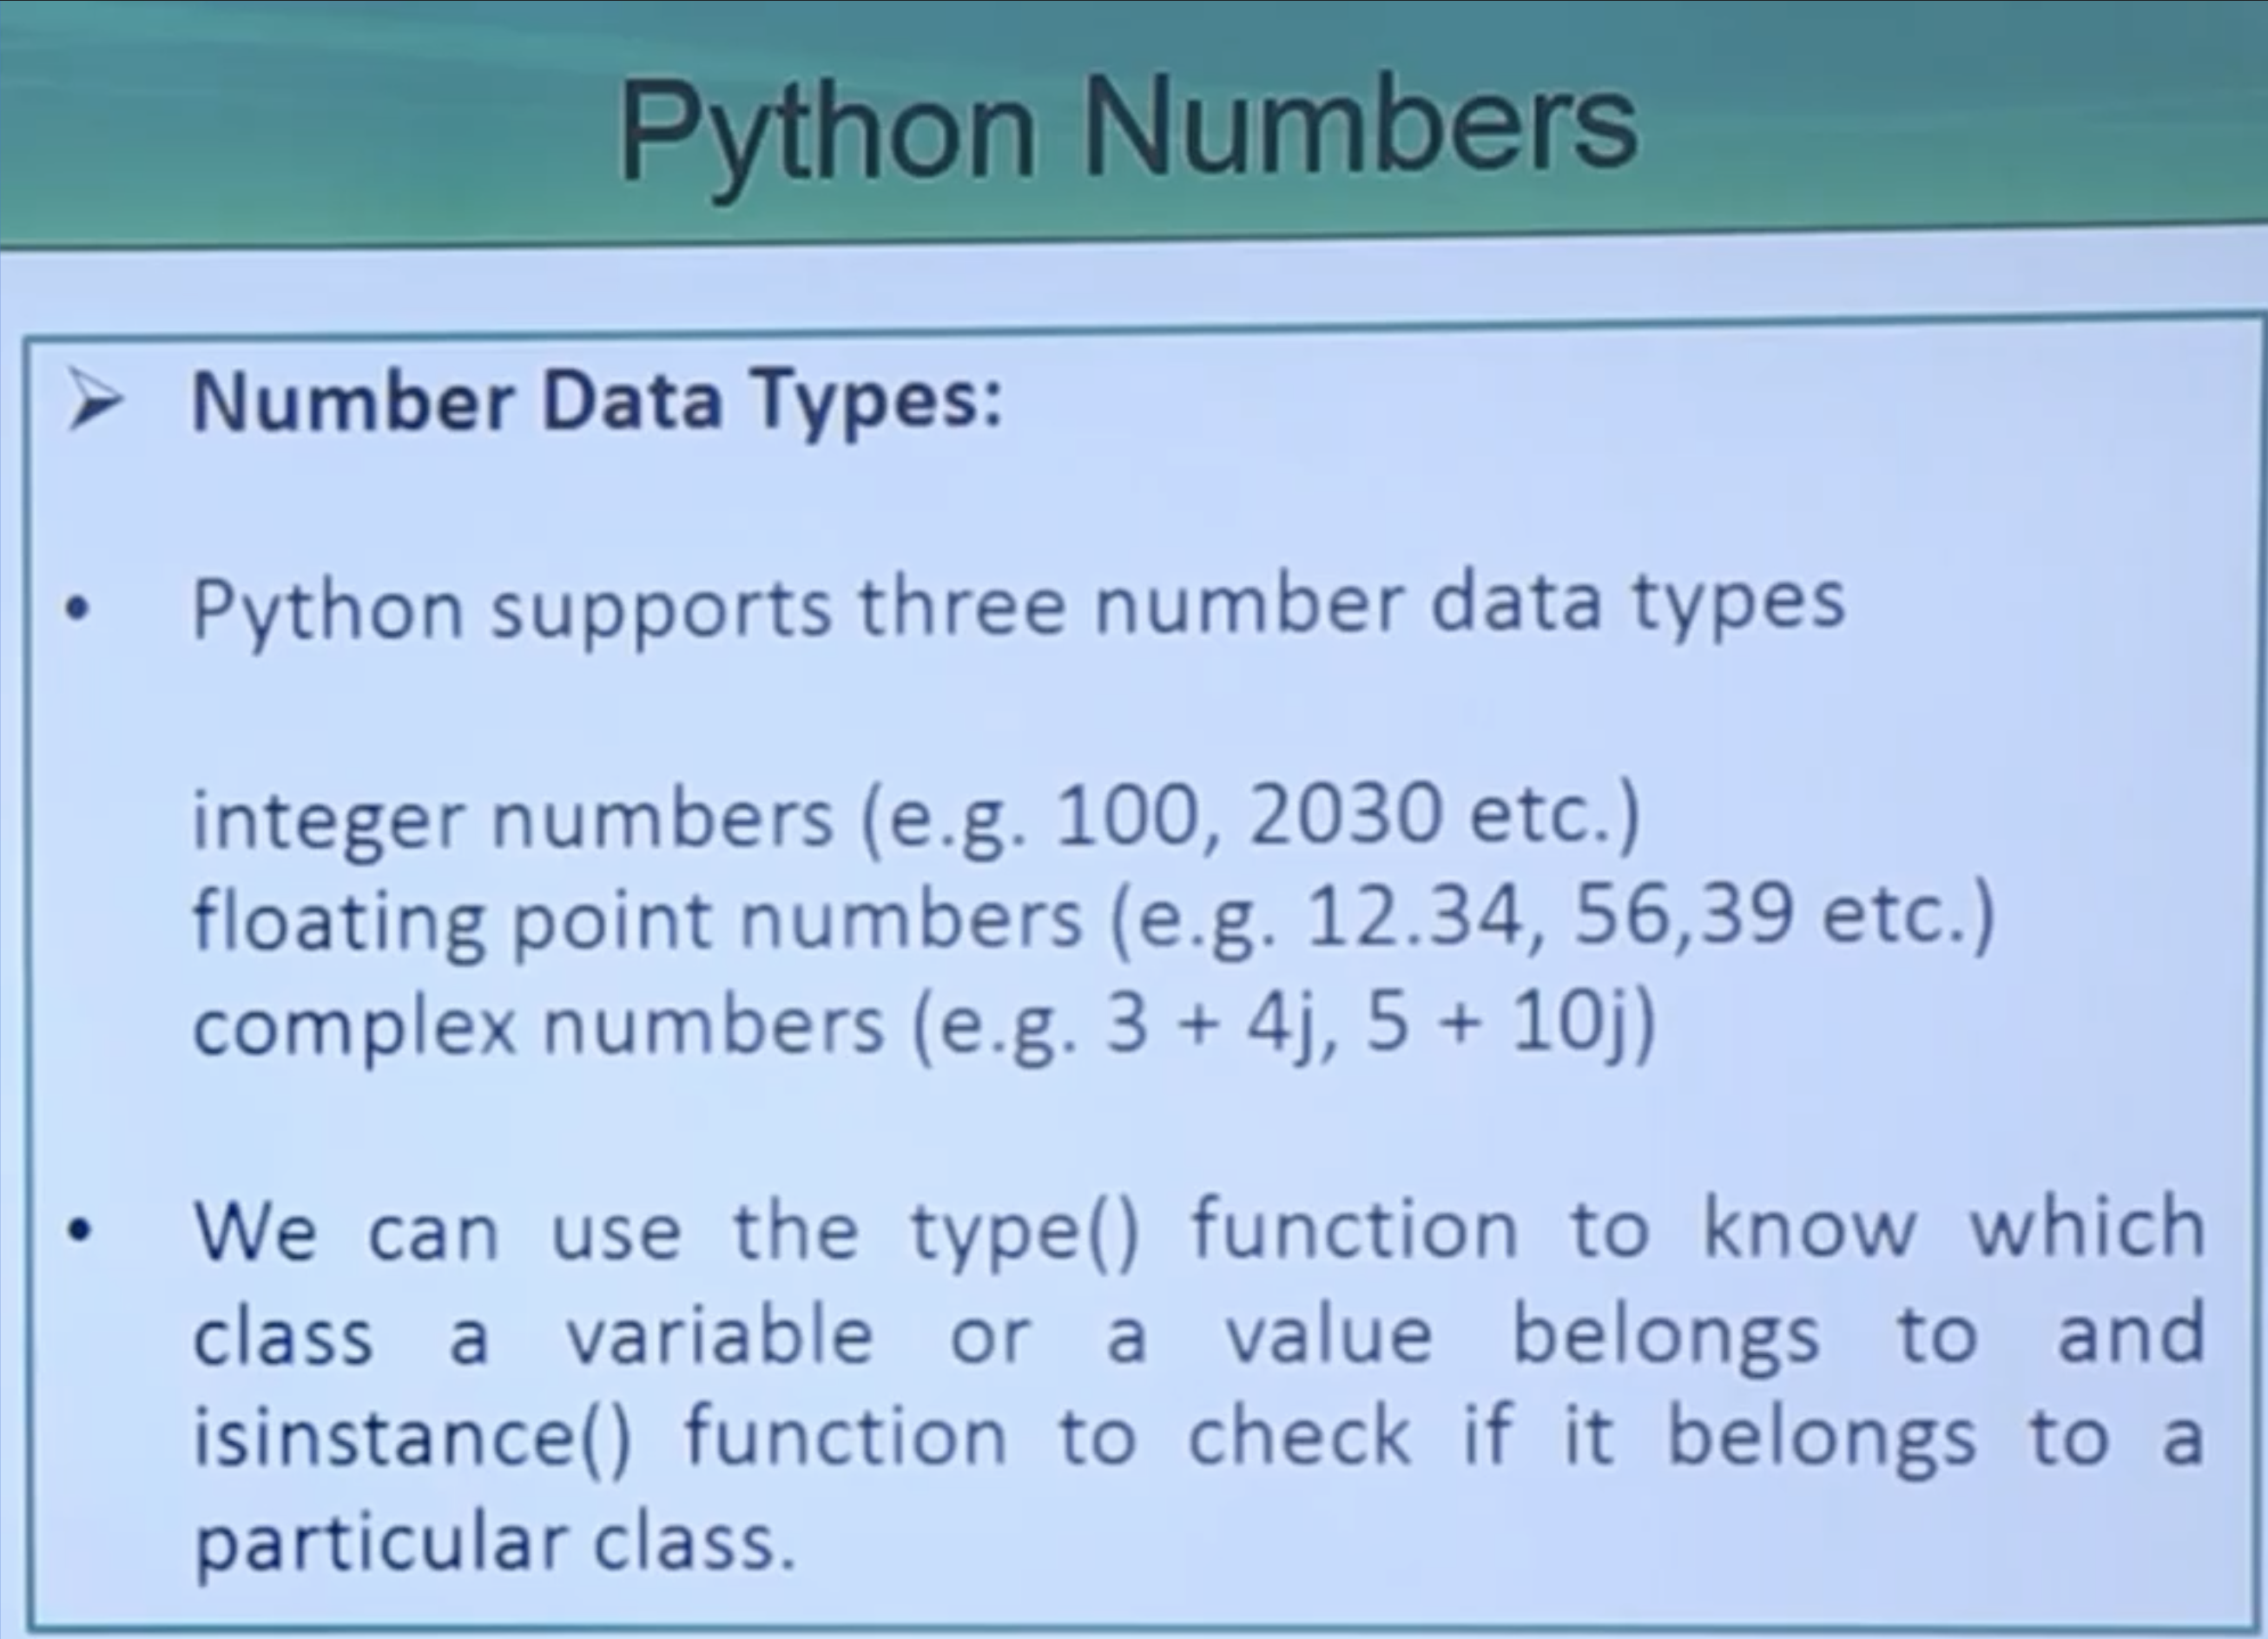 Python Numbers
Number Data Types:
• Python supports three number data types
integer numbers (e.g. 100, 2030 etc.)
floating point numbers (e.g. 12.34, 56,39 etc.)
complex numbers (e.g. 3 + 4j, 5 + 10j)
• We can use the type() function to know which
class a variable or a value belongs to and
isinstance() function to check if it belongs to a
particular class.